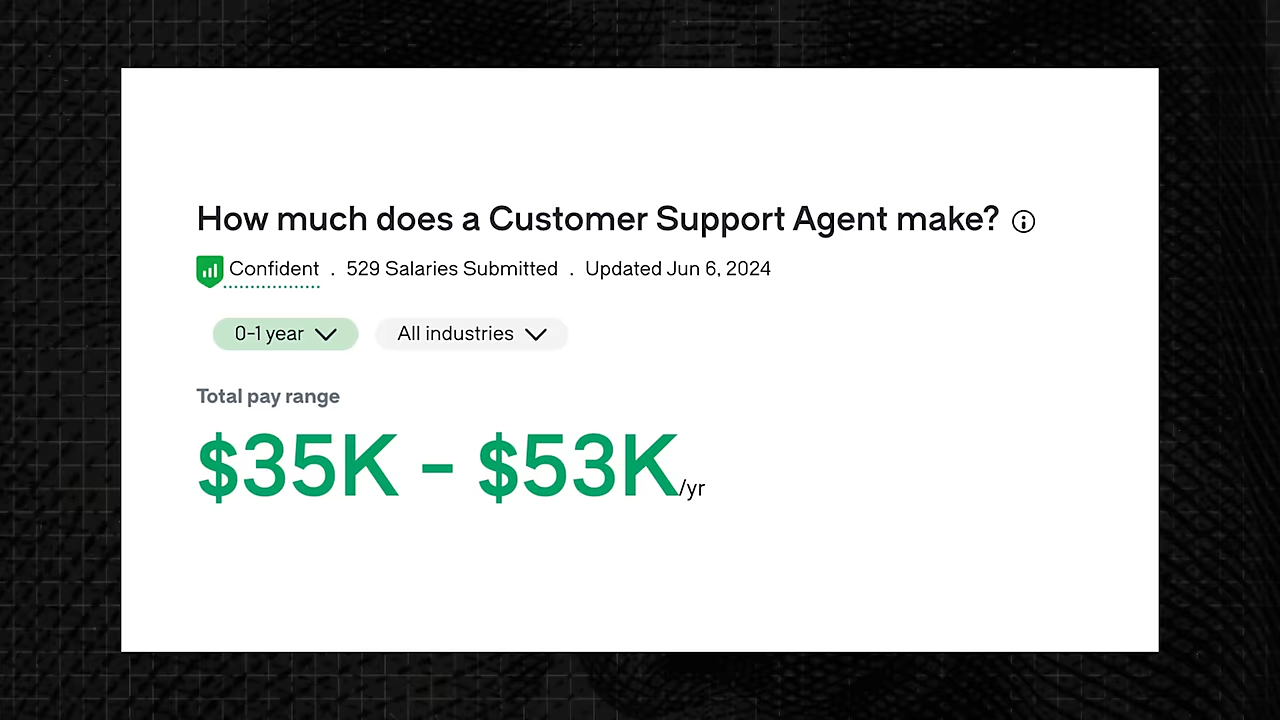 How much does a Customer Support Agent make?
Confident . 529 Salaries Submitted . Updated Jun 6, 2024
0-1 year All industries
Total pay range
$35K - $53K/yr